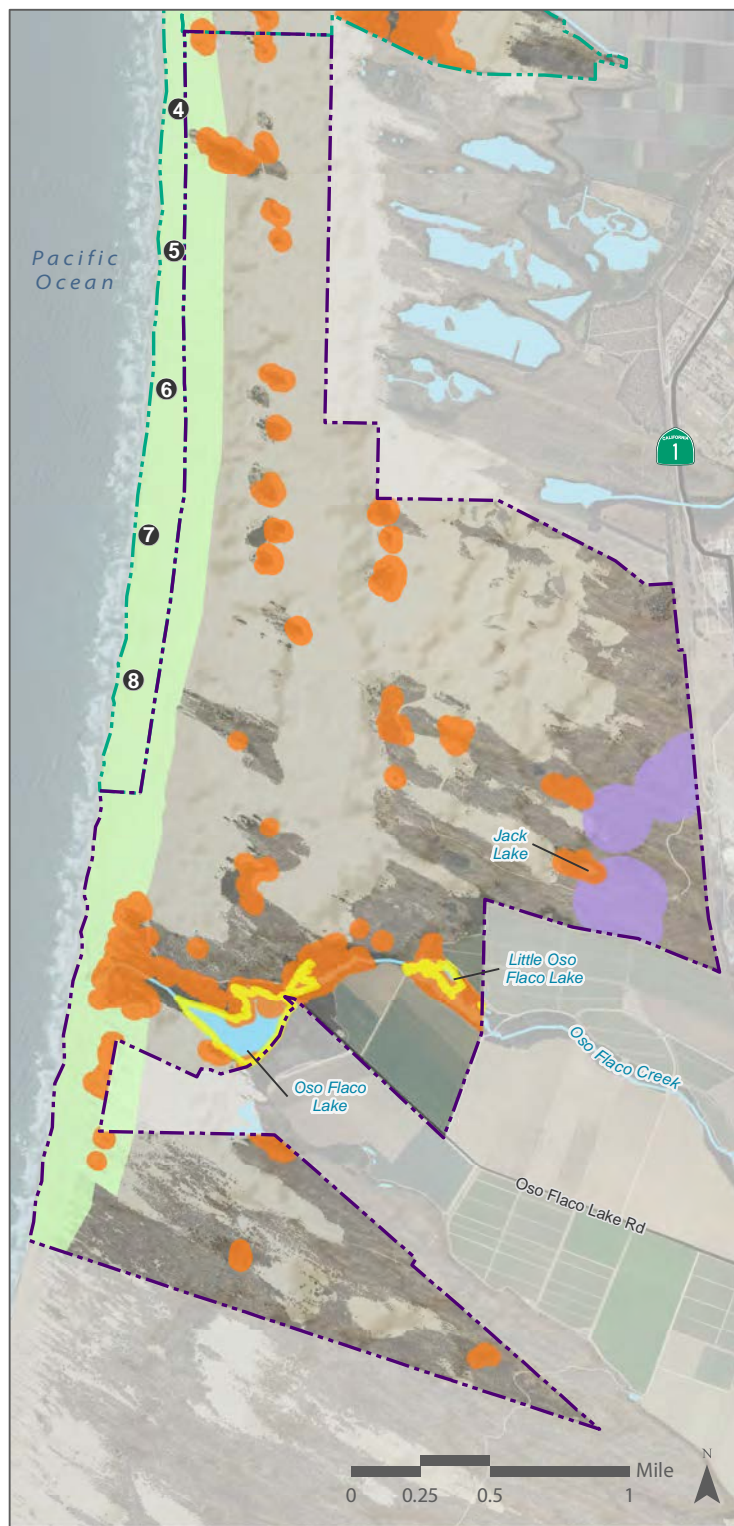 4
Pacific
Ocean
5
6
CALIFORNIA
1
7
8
Jack
Lake
Little Oso
Flaco Lake
Oso Flaco Creek
Oso Flaco
Lake
Oso Flaco Lake Rd
N
Mile
0 0.25 0.5 1